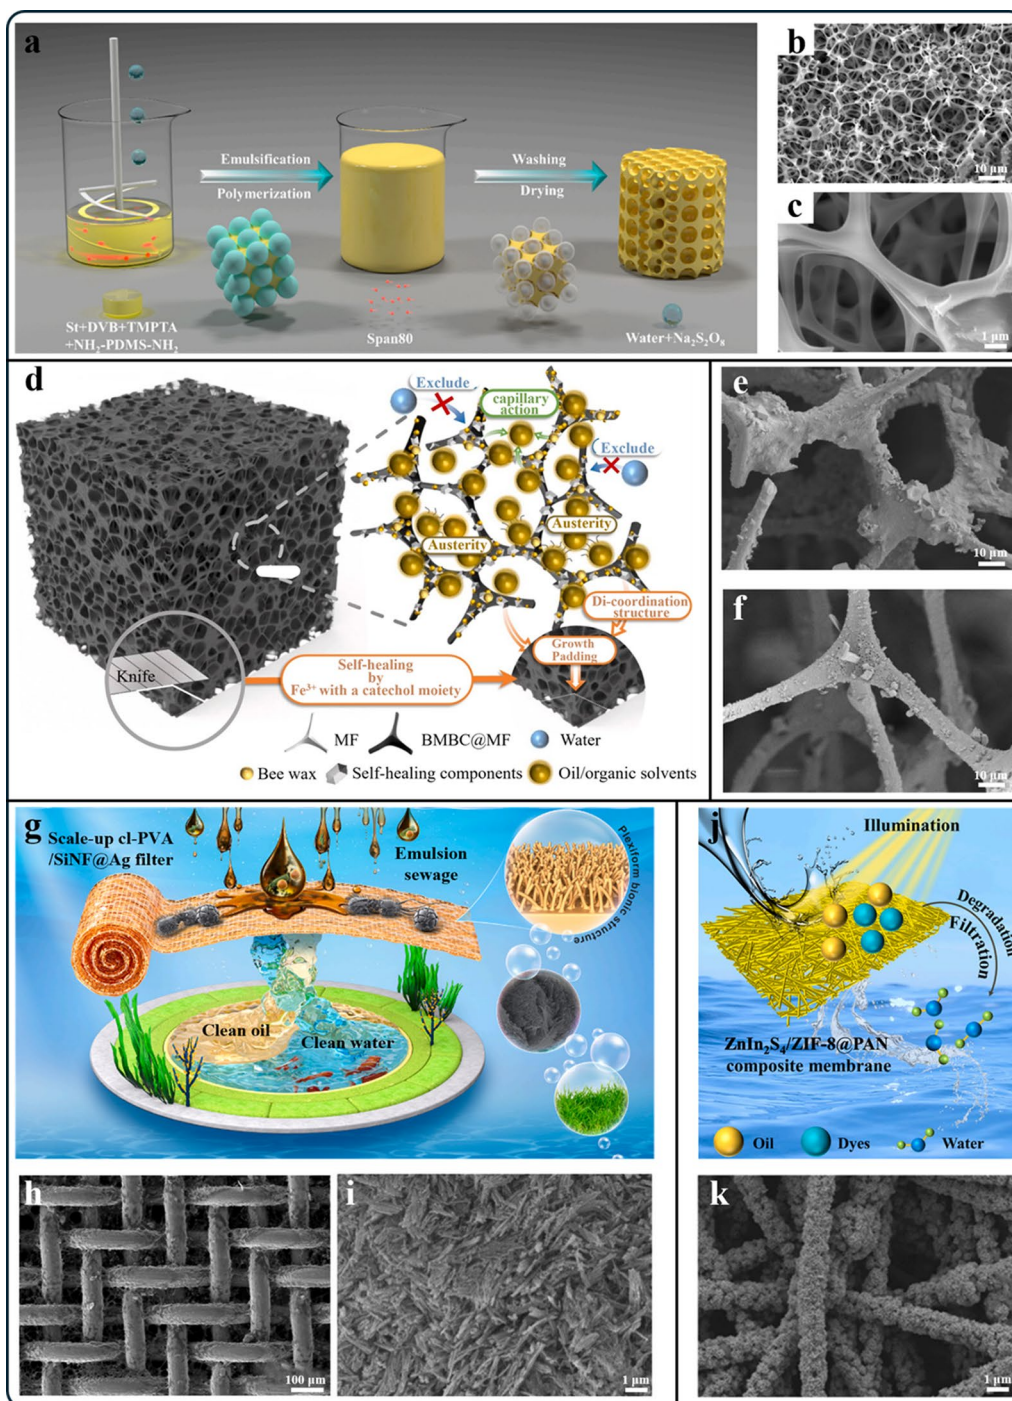 a
Emulsification
Polymerization
Washing
Drying
St+DVB+TMPTA
+NH₂-PDMS-NH₂
Span80
Water+Na₂S₂O₈
b
10 μm
c
1 μm
d
Exclude
capillary
action
Exclude
Austerity
Austerity
Di-coordination
structure
Growth
Padding
Knife
Self-healing
by
Fe³⁺ with a catechol moiety
MF
BMBC@MF
Water
Bee wax
Self-healing components
Oil/organic solvents
e
10 μm
f
10 μm
g
Scale-up cl-PVA
/SiNF@Ag filter
Emulsion
sewage
Plexiform bionic structure
Clean oil
Clean water
h
100 μm
i
1 μm
j
Illumination
Degradation
Filtration
ZnIn₂S₄/ZIF-8@PAN
composite membrane
Oil
Dyes
Water
k
1 μm